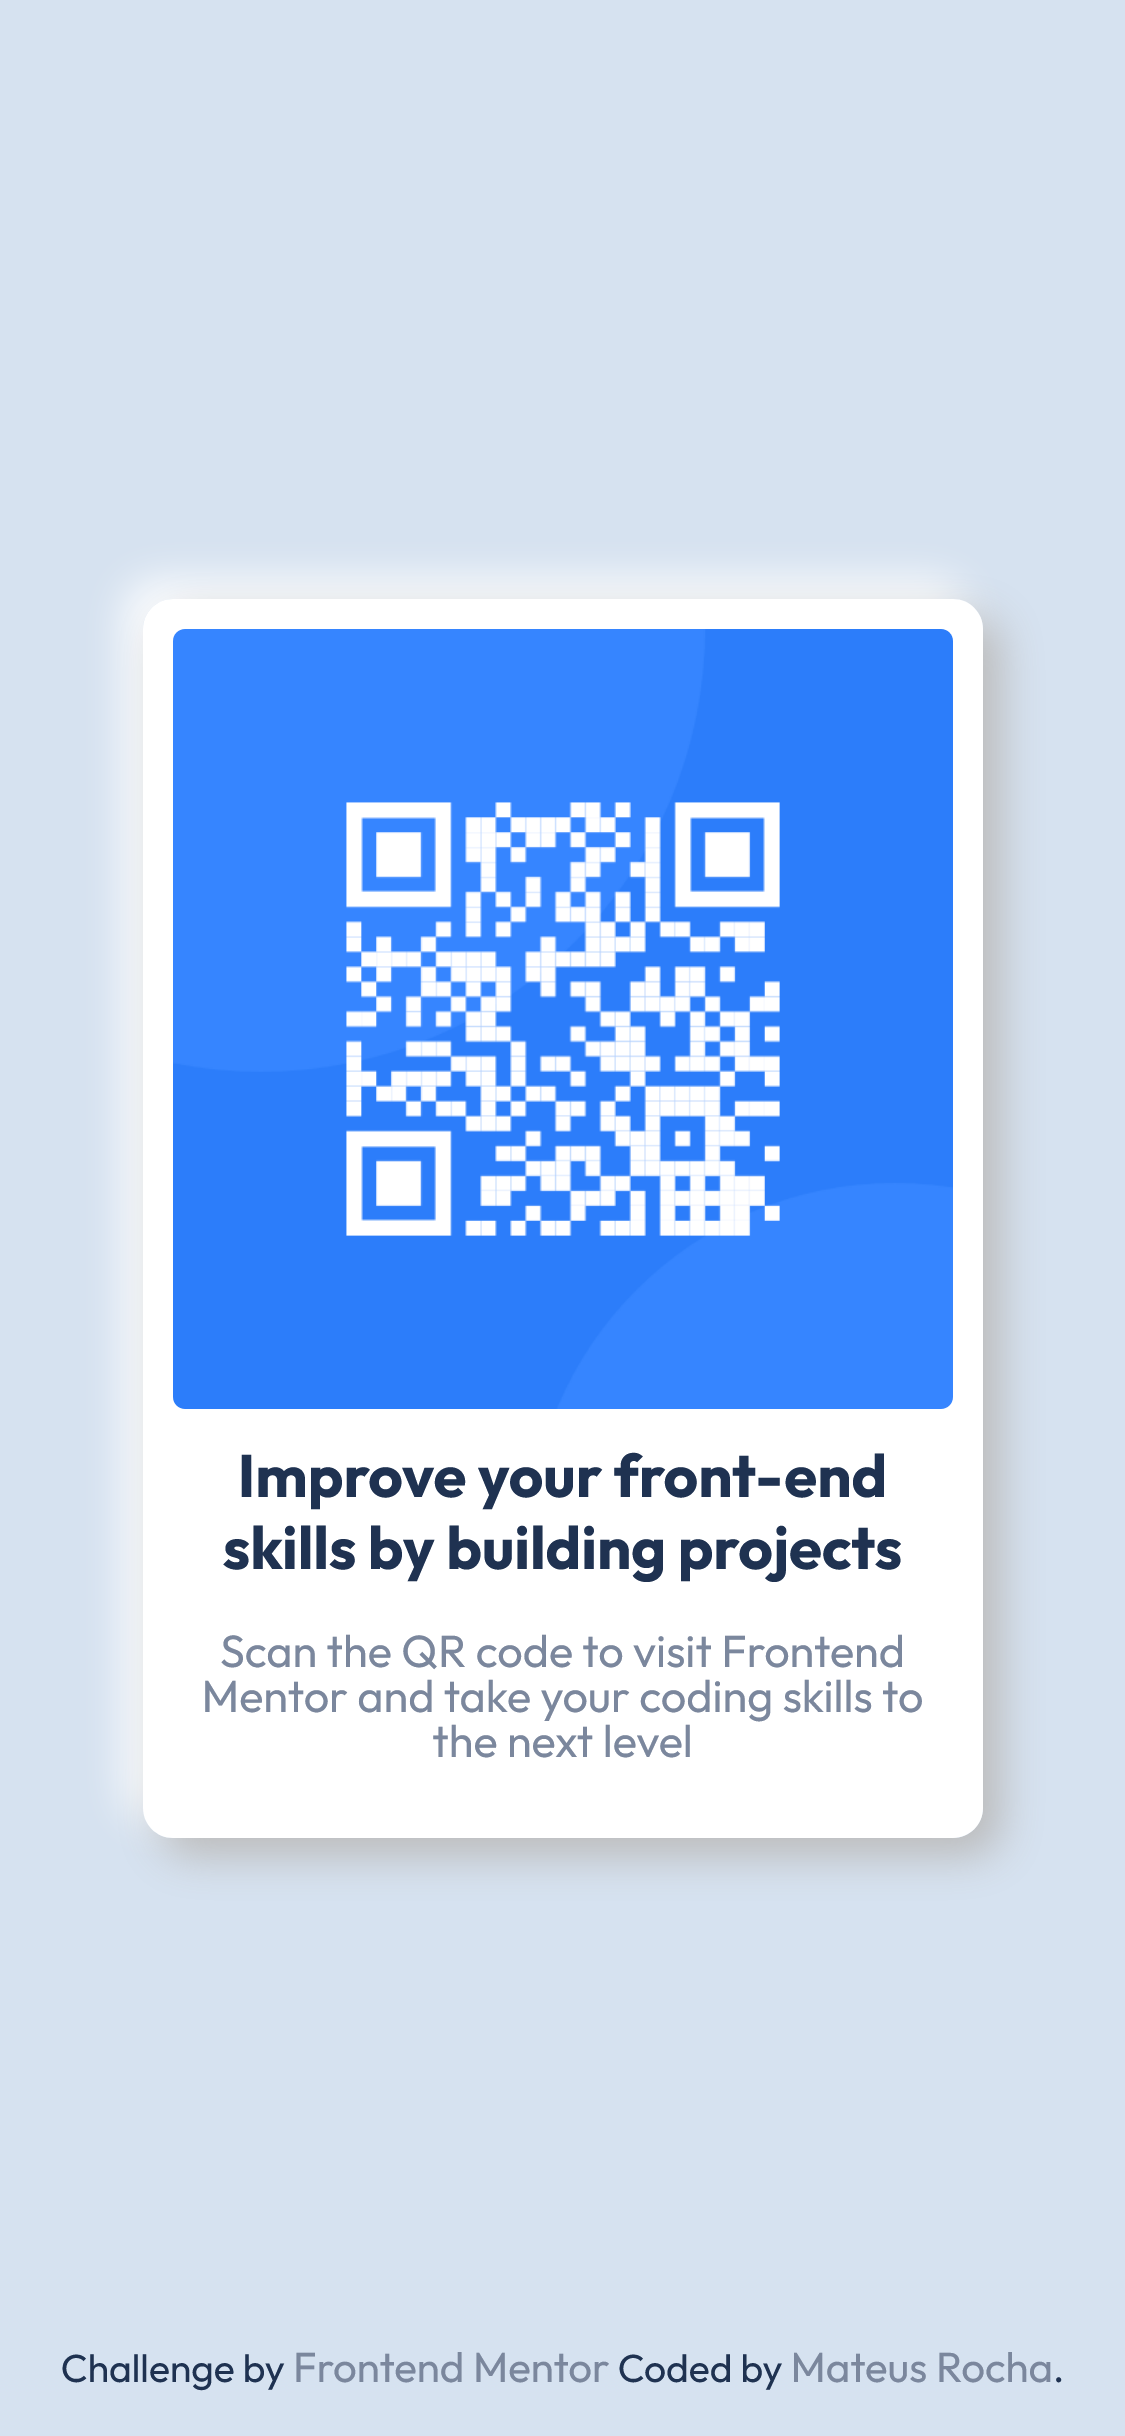 Improve your front-end
skills by building projects
Scan the QR code to visit Frontend
Mentor and take your coding skills to
the next level
Challenge by Frontend Mentor Coded by Mateus Rocha.